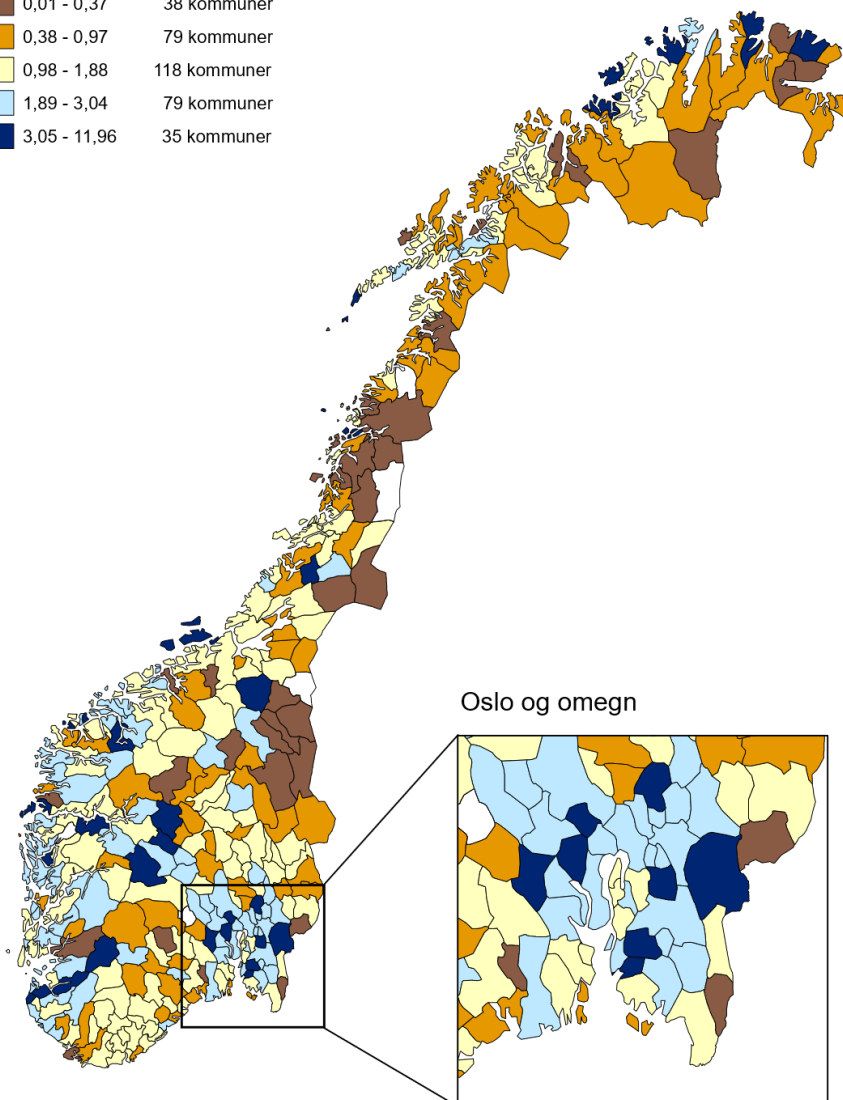 0,01 - 0,37 38 kommuner
0,38 - 0,97 79 kommuner
0,98 - 1,88 118 kommuner
1,89 - 3,04 79 kommuner
3,05 - 11,96 35 kommuner
Oslo og omegn